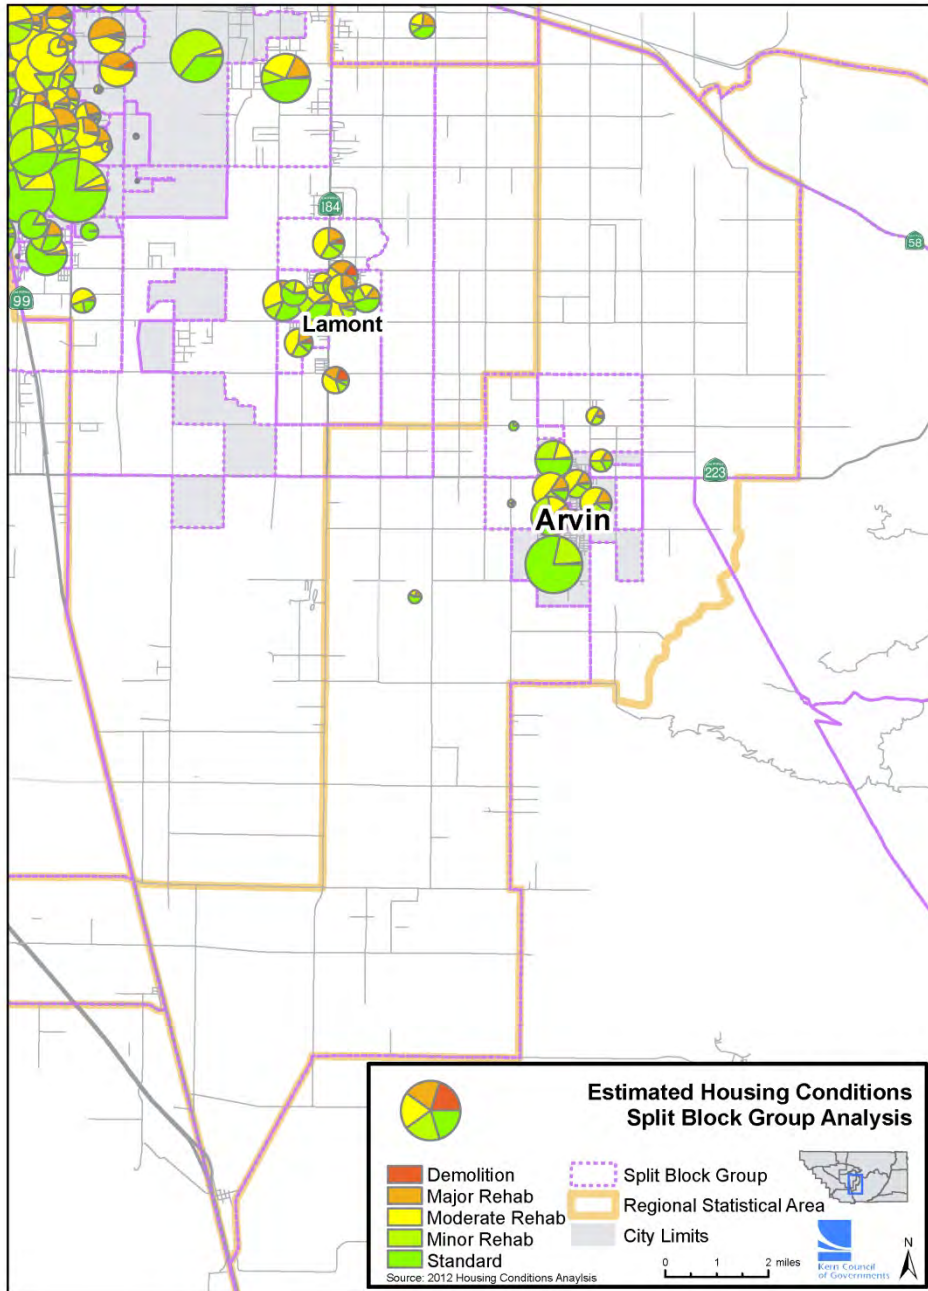 184
58
99
Lamont
223
Arvin
Estimated Housing Conditions
Split Block Group Analysis
Demolition
Major Rehab
Moderate Rehab
Minor Rehab
Standard
Split Block Group
Regional Statistical Area
City Limits
Source: 2012 Housing Conditions Anaylsis
0 1 2 miles
Kern Council
of Governments
N